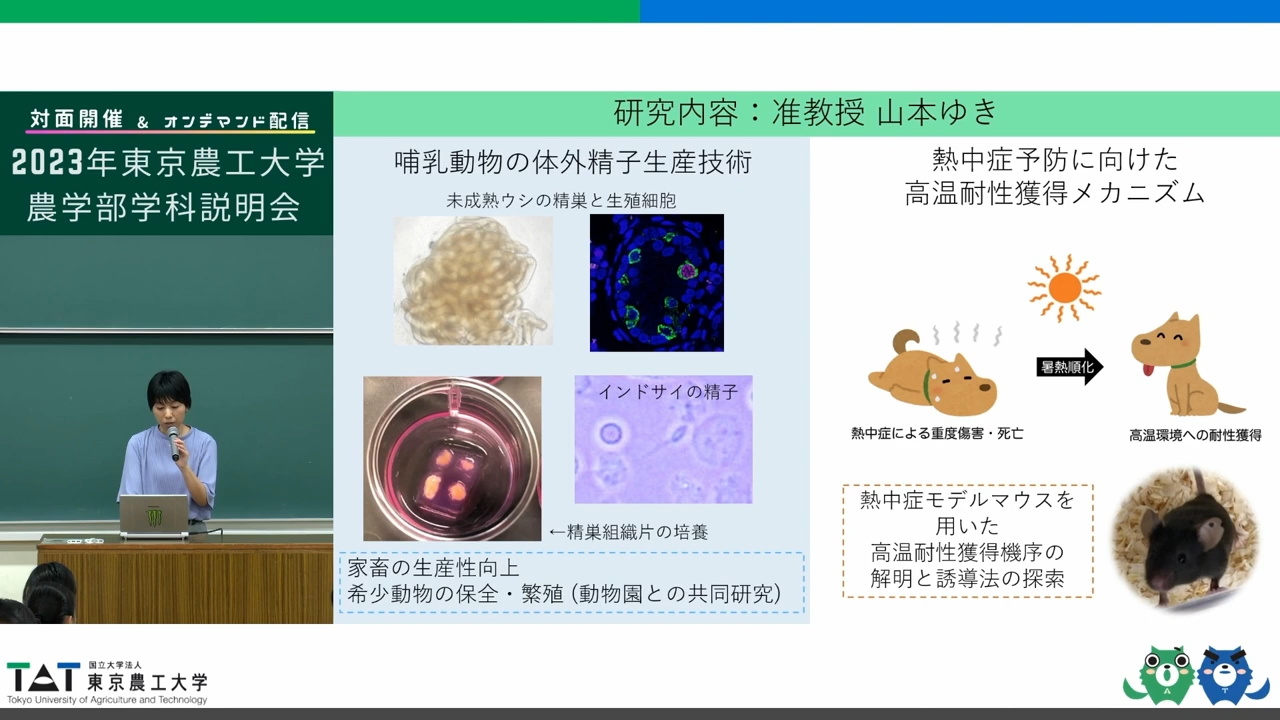 対面開催 & オンデマンド配信
2023年東京農工大学
農学部学科説明会
研究内容：准教授 山本ゆき
哺乳動物の体外精子生産技術
未成熟ウシの精巣と生殖細胞
インドサイの精子
←精巣組織片の培養
家畜の生産性向上
希少動物の保全・繁殖（動物園との共同研究）
熱中症予防に向けた
高温耐性獲得メカニズム
暑熱順化
熱中症による重度傷害・死亡
高温環境への耐性獲得
熱中症モデルマウスを
用いた
高温耐性獲得機序の
解明と誘導法の探索
TAT
国立大学法人
東京農工大学
Tokyo University of Agriculture and Technology
A
T